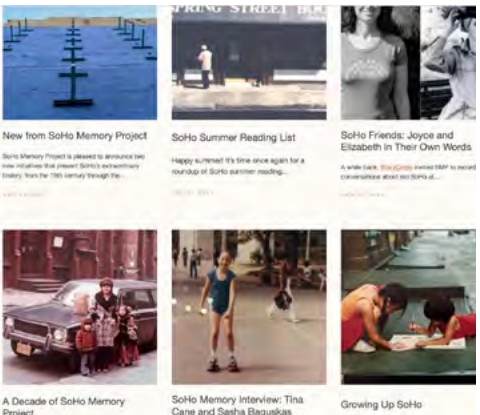 SPRING STREET BOO
New from SoHo Memory Project
SoHo Memory Project is pleased to announce two
new initiatives that present SoHo's extraordinary
history, from the 19th century through the...
SoHo Summer Reading List
Happy summer! It's time once again for a
roundup of SoHo summer reading...
SoHo Friends: Joyce and
Elizabeth in Their Own Words
A while back, StoryCorps invited SMP to record
conversations about old SoHo at...
A Decade of SoHo Memory
Project
SoHo Memory Interview: Tina
Cane and Sasha Baguskas
Growing Up SoHo